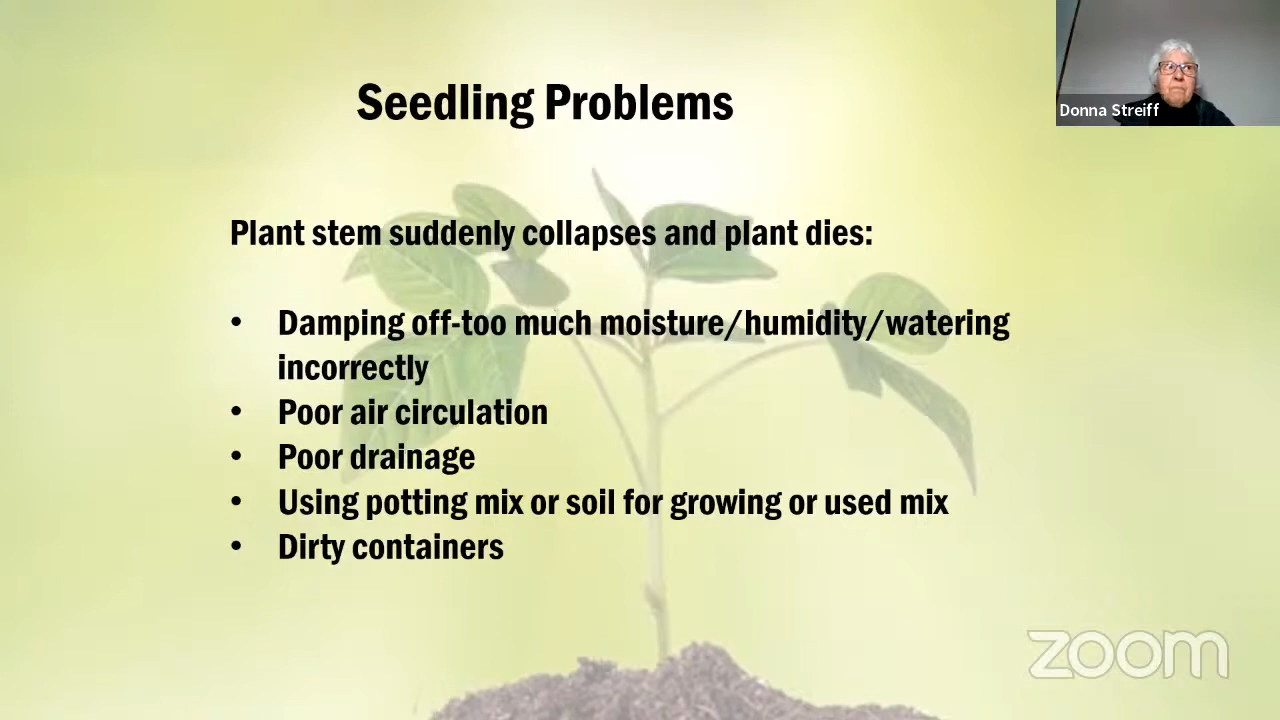 Seedling Problems
Donna Streiff
Plant stem suddenly collapses and plant dies:
• Damping off-too much moisture/humidity/watering
incorrectly
• Poor air circulation
• Poor drainage
• Using potting mix or soil for growing or used mix
• Dirty containers
zoom